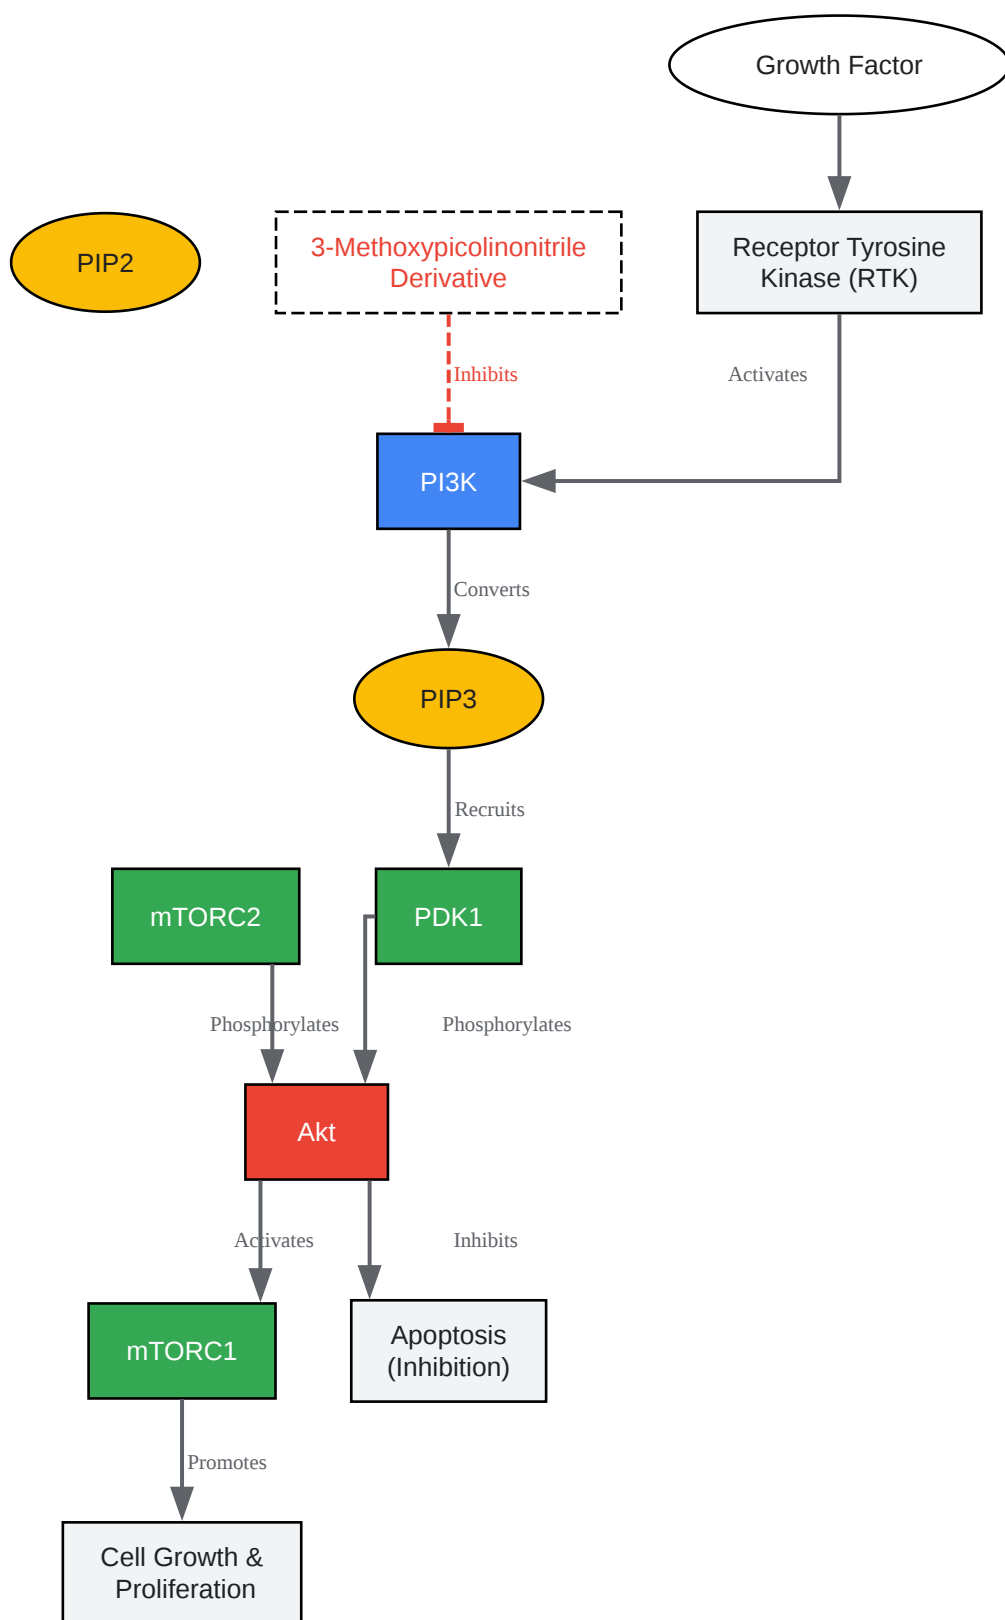 Growth Factor
PIP2
3-Methoxypicolinonitrile
Derivative
Receptor Tyrosine
Kinase (RTK)
Inhibits
Activates
PI3K
Converts
PIP3
Recruits
mTORC2
PDK1
Phosphorylates
Phosphorylates
Akt
Activates
Inhibits
mTORC1
Apoptosis
(Inhibition)
Promotes
Cell Growth &
Proliferation